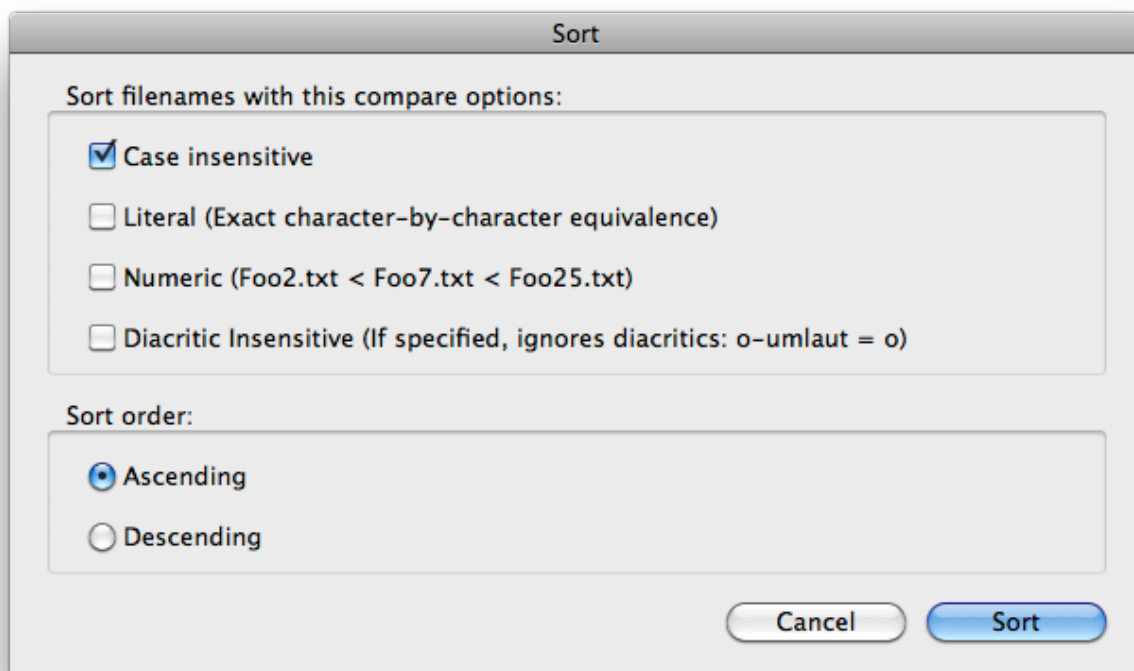 Sort
Sort filenames with this compare options:
Case insensitive
Literal (Exact character-by-character equivalence)
Numeric (Foo2.txt < Foo7.txt < Foo25.txt)
Diacritic Insensitive (If specified, ignores diacritics: o-umlaut = o)
Sort order:
Ascending
Descending
Cancel Sort